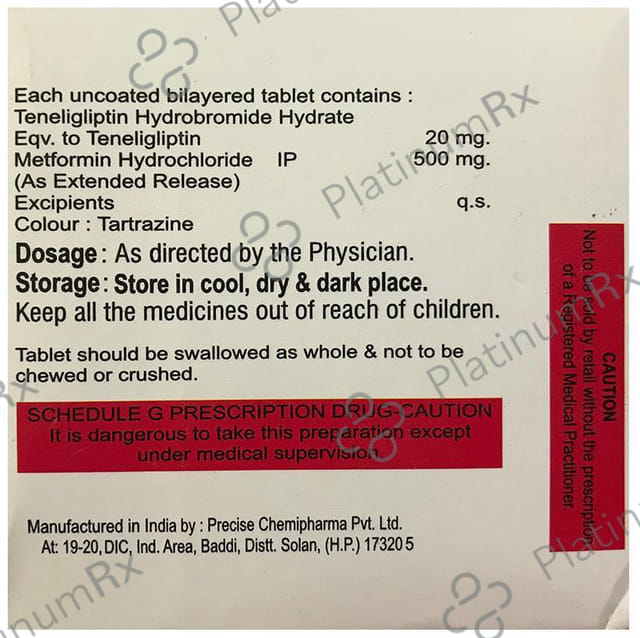 Each uncoated bilayered tablet contains :
Teneligliptin Hydrobromide Hydrate
Eqv. to Teneligliptin 20 mg.
Metformin Hydrochloride IP 500 mg.
(As Extended Release)
Excipients q.s.
Colour : Tartrazine
Dosage : As directed by the Physician.
Storage : Store in cool, dry & dark place.
Keep all the medicines out of reach of children.
Tablet should be swallowed as whole & not to be
chewed or crushed.
SCHEDULE G PRESCRIPTION DRUG-CAUTION
It is dangerous to take this preparation except
under medical supervision.
Manufactured in India by : Precise Chemipharma Pvt. Ltd.
At: 19-20, DIC, Ind. Area, Baddi, Distt. Solan, (H.P.) 173205
CAUTION
Not to be sold by retail without the prescription
of a Registered Medical Practitioner.
PlatinumRx
PlatinumRx
PlatinumRx
PlatinumRx